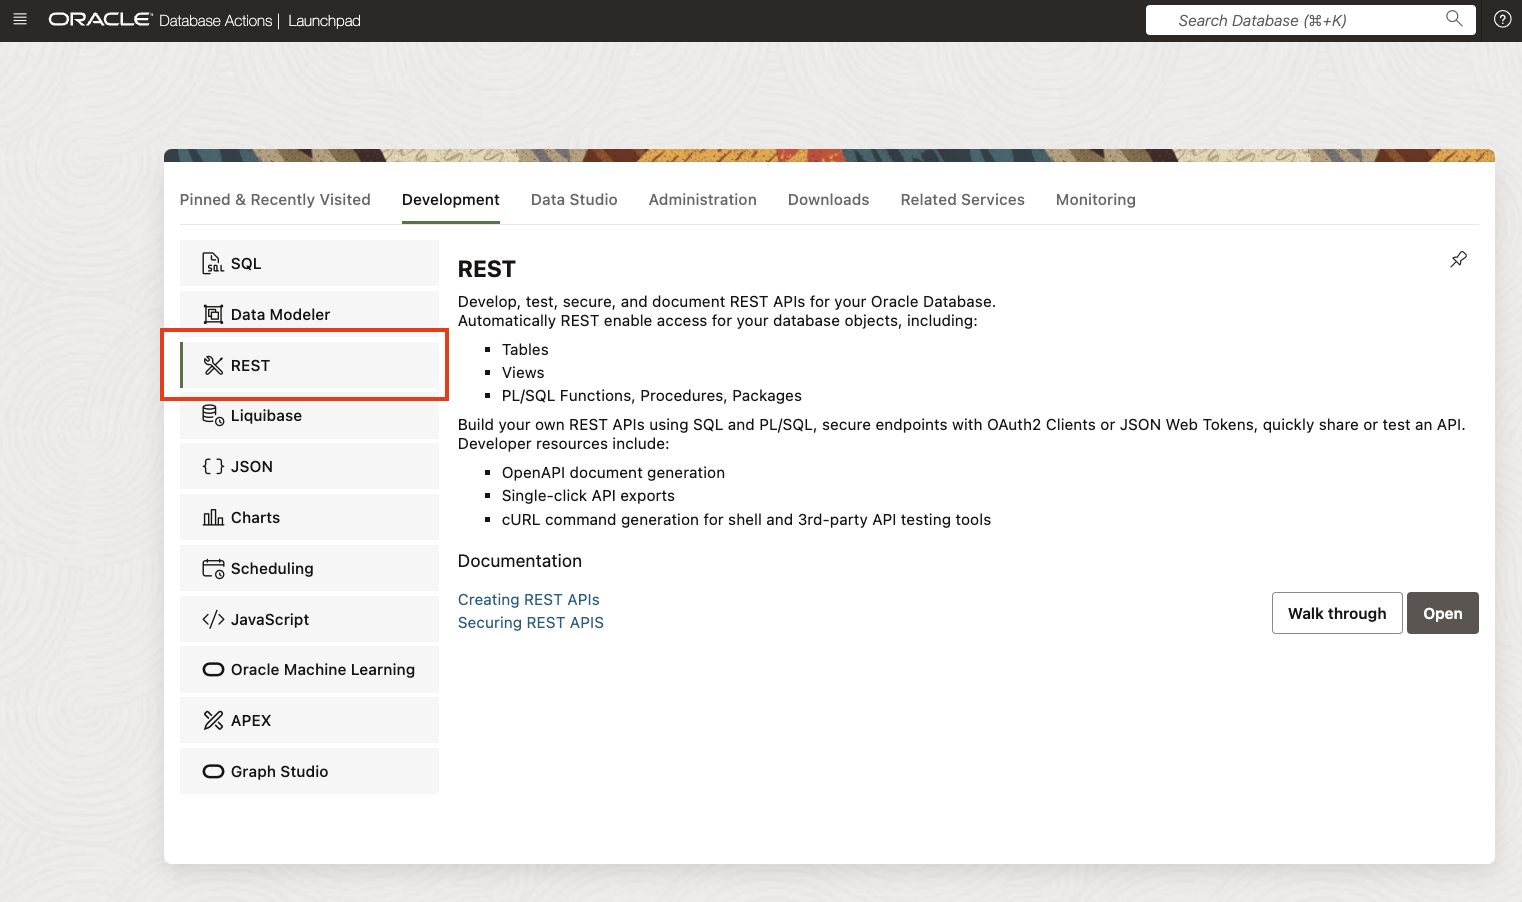 ORACLE Database Actions | Launchpad
Search Database (⌘+K)
Pinned & Recently Visited
Development
Data Studio
Administration
Downloads
Related Services
Monitoring
SQL
Data Modeler
REST
Liquibase
JSON
Charts
Scheduling
JavaScript
Oracle Machine Learning
APEX
Graph Studio
REST
Develop, test, secure, and document REST APIs for your Oracle Database.
Automatically REST enable access for your database objects, including:
Tables
Views
PL/SQL Functions, Procedures, Packages
Build your own REST APIs using SQL and PL/SQL, secure endpoints with OAuth2 Clients or JSON Web Tokens, quickly share or test an API.
Developer resources include:
OpenAPI document generation
Single-click API exports
cURL command generation for shell and 3rd-party API testing tools
Documentation
Creating REST APIs
Securing REST APIS
Walk through
Open